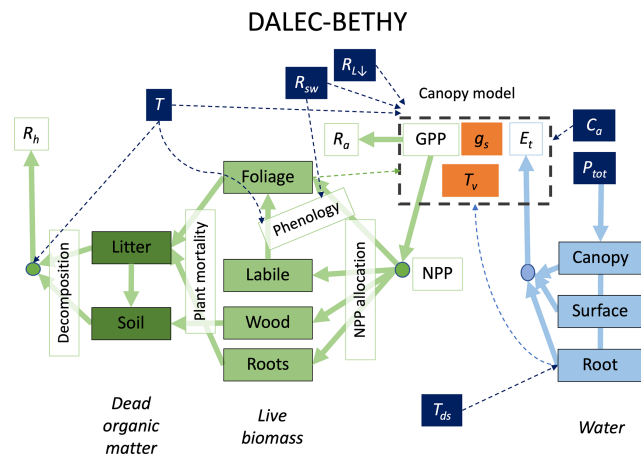 DALEC-BETHY
R_L↓
R_sw
T
Canopy model
C_a
R_h
R_a
GPP
g_s
E_t
P_tot
Foliage
T_v
Phenology
Litter
Labile
NPP
Canopy
Decomposition
Plant mortality
NPP allocation
Soil
Wood
Surface
Roots
Root
T_ds
Dead
organic
matter
Live
biomass
Water